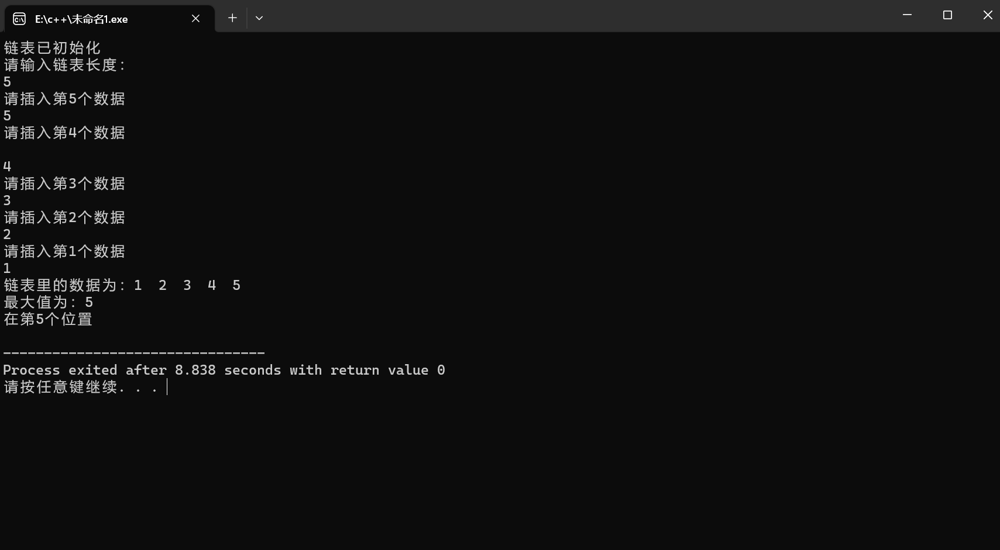 E:\c++\未命名1.exe
链表已初始化
请输入链表长度：
5
请插入第5个数据
5
请插入第4个数据
4
请插入第3个数据
3
请插入第2个数据
2
请插入第1个数据
1
链表里的数据为：1  2  3  4  5
最大值为：5
在第5个位置
--------------------------------
Process exited after 8.838 seconds with return value 0
请按任意键继续. . .